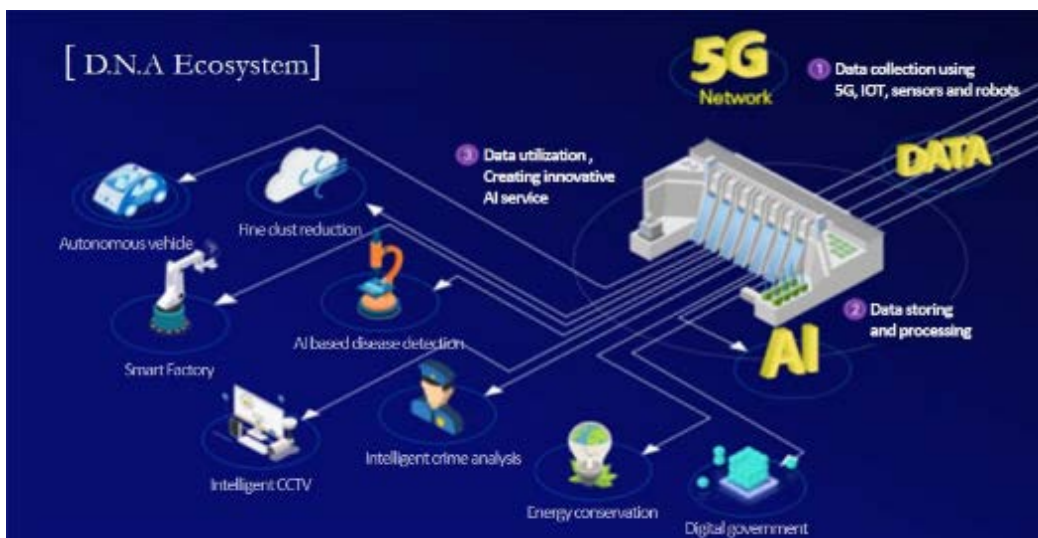 [ D.N.A Ecosystem]
5G
Network
1 Data collection using
5G, IOT, sensors and robots
DATA
3 Data utilization ,
Creating innovative
AI service
Autonomous vehicle
Fine dust reduction
Smart Factory
AI based disease detection
2 Data storing
and processing
AI
Intelligent CCTV
Intelligent crime analysis
Energy conservation
Digital government